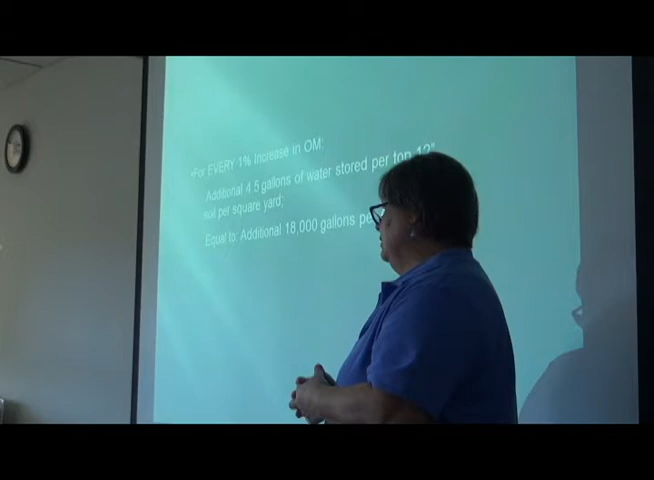 •For EVERY 1% Increase in OM;
Additional 4.5 gallons of water stored per top 12"
soil per square yard;
Equal to: Additional 18,000 gallons pe